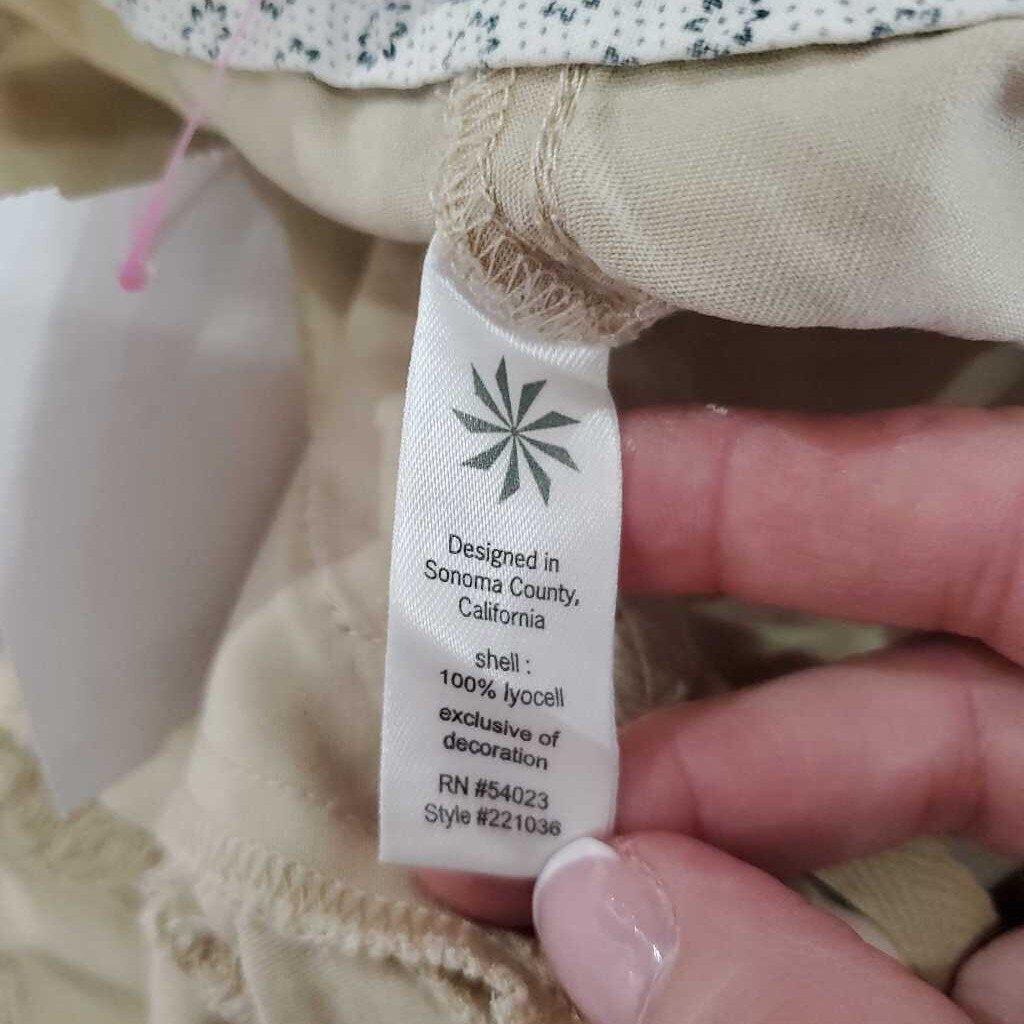 Designed in
Sonoma County,
California
shell :
100% lyocell
exclusive of
decoration
RN #54023
Style #221036